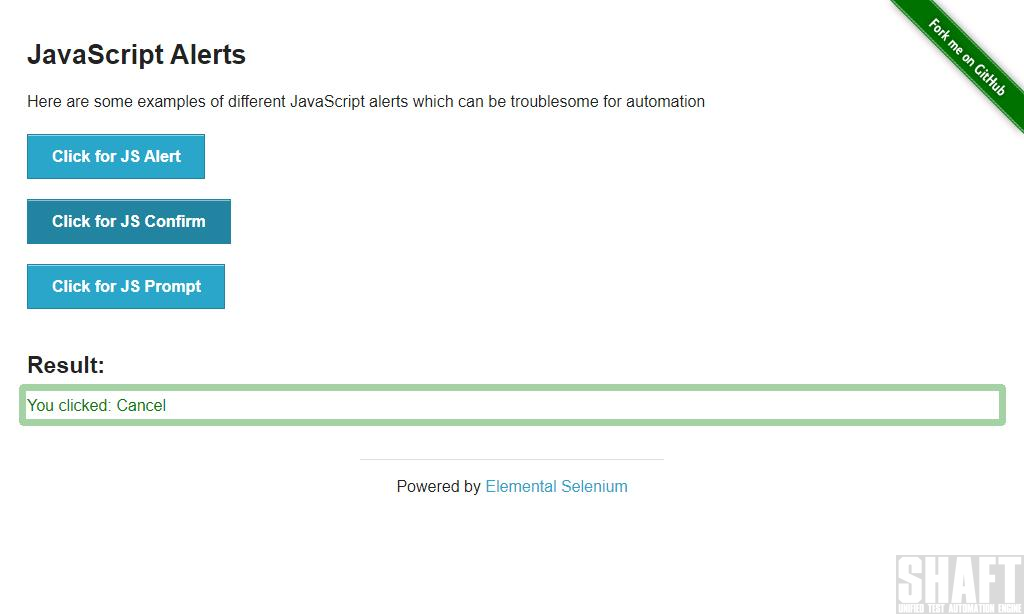 Fork me on GitHub
JavaScript Alerts
Here are some examples of different JavaScript alerts which can be troublesome for automation
Click for JS Alert
Click for JS Confirm
Click for JS Prompt
Result:
You clicked: Cancel
Powered by Elemental Selenium
SHAFT
UNIFIED TEST AUTOMATION ENGINE